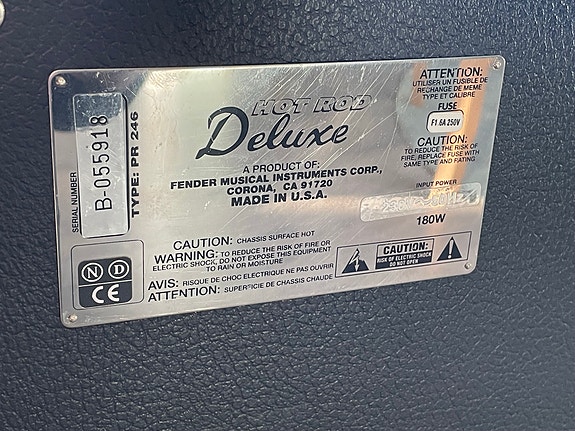 SERIAL NUMBER
B-055918
TYPE: PR 246
HOT ROD
Deluxe
A PRODUCT OF:
FENDER MUSICAL INSTRUMENTS CORP.,
CORONA, CA 91720
MADE IN U.S.A.
ATTENTION:
UTILISER UN FUSIBLE DE
RECHANGE DE MEME
TYPE ET CALIBRE
FUSE
F1.6A 250V
CAUTION:
TO REDUCE THE RISK OF
FIRE, REPLACE FUSE WITH
SAME TYPE AND RATING
INPUT POWER
180W
N D
CE
CAUTION: CHASSIS SURFACE HOT
WARNING: TO REDUCE THE RISK OF FIRE OR
ELECTRIC SHOCK, DO NOT EXPOSE THIS EQUIPMENT
TO RAIN OR MOISTURE
AVIS: RISQUE DE CHOC ELECTRIQUE NE PAS OUVRIR
ATTENTION: SUPERFICIE DE CHASSIS CHAUDE
CAUTION:
RISK OF ELECTRIC SHOCK
DO NOT OPEN